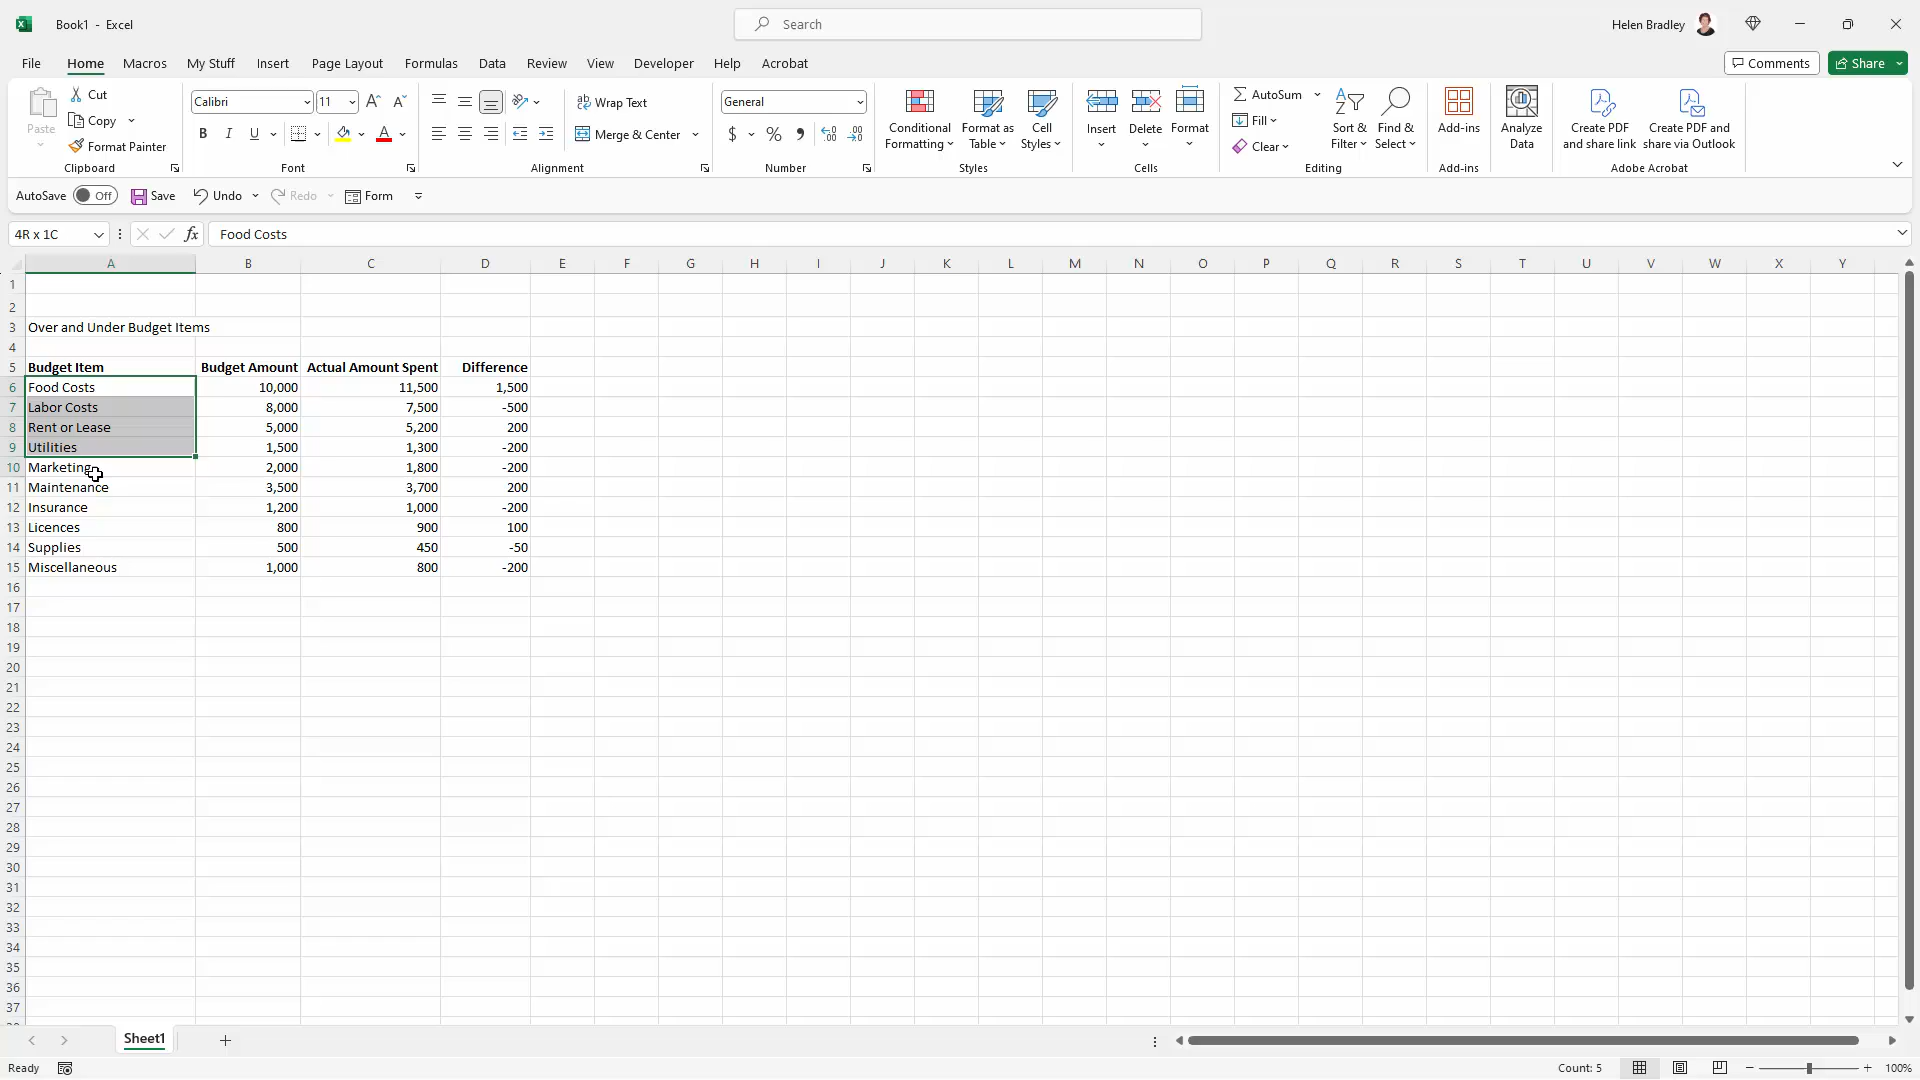 Book1 - Excel
Search
Helen Bradley
File Home Macros My Stuff Insert Page Layout Formulas Data Review View Developer Help Acrobat
Comments Share
Paste
Cut
Copy
Format Painter
Clipboard
Calibri 11
B I U A
Font
Wrap Text
Merge & Center
Alignment
General
$ % ,
Number
Conditional Formatting
Format as Table
Cell Styles
Styles
Insert
Delete
Format
Cells
AutoSum
Fill
Clear
Sort & Filter
Find & Select
Editing
Add-ins
Add-ins
Analyze Data
Create PDF and share link
Create PDF and share via Outlook
Adobe Acrobat
AutoSave Off Save Undo Redo Form
4R x 1C fx Food Costs
A B C D E F G H I J K L M N O P Q R S T U V W X Y
1
2
3 Over and Under Budget Items
4
5 Budget Item Budget Amount Actual Amount Spent Difference
6 Food Costs 10,000 11,500 1,500
7 Labor Costs 8,000 7,500 -500
8 Rent or Lease 5,000 5,200 200
9 Utilities 1,500 1,300 -200
10 Marketing 2,000 1,800 -200
11 Maintenance 3,500 3,700 200
12 Insurance 1,200 1,000 -200
13 Licences 800 900 100
14 Supplies 500 450 -50
15 Miscellaneous 1,000 800 -200
16
17
18
19
20
21
22
23
24
25
26
27
28
29
30
31
32
33
34
35
36
37
Sheet1
Ready
Count: 5
100%